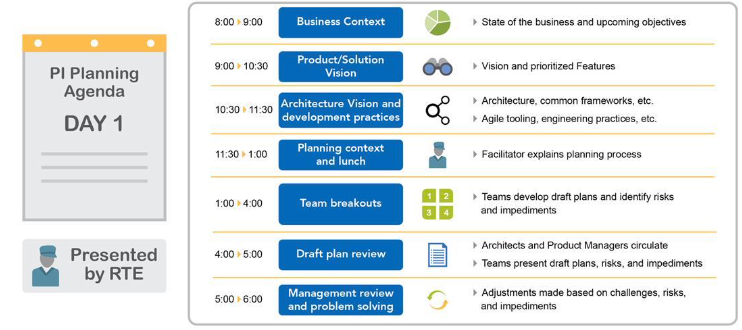 PI Planning
Agenda
DAY 1
Presented
by RTE
8:00 9:00
Business Context
State of the business and upcoming objectives
9:00 10:30
Product/Solution
Vision
Vision and prioritized Features
10:30 11:30
Architecture Vision and
development practices
Architecture, common frameworks, etc.
Agile tooling, engineering practices, etc.
11:30 1:00
Planning context
and lunch
Facilitator explains planning process
1:00 4:00
Team breakouts
1 2
3 4
Teams develop draft plans and identify risks
and impediments
4:00 5:00
Draft plan review
Architects and Product Managers circulate
Teams present draft plans, risks, and impediments
5:00 6:00
Management review
and problem solving
Adjustments made based on challenges, risks,
and impediments